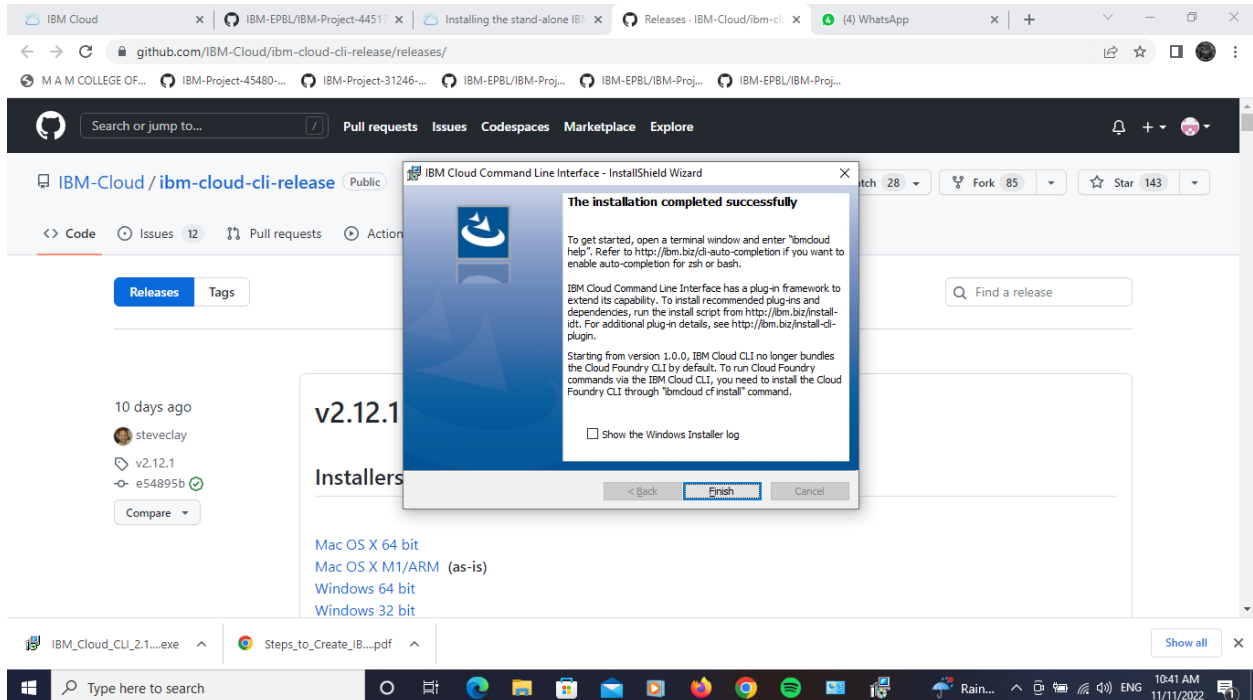 IBM Cloud
IBM-EPBL/IBM-Project-44517
Installing the stand-alone IB
Releases · IBM-Cloud/ibm-cl
(4) WhatsApp
github.com/IBM-Cloud/ibm-cloud-cli-release/releases/
M A M COLLEGE OF...
IBM-Project-45480-...
IBM-Project-31246-...
IBM-EPBL/IBM-Proj...
IBM-EPBL/IBM-Proj...
IBM-EPBL/IBM-Proj...
Search or jump to...
/
Pull requests Issues Codespaces Marketplace Explore
IBM-Cloud / ibm-cloud-cli-release Public
tch 28
Fork 85
Star 143
Code
Issues 12
Pull requests
Action
Releases Tags
Find a release
10 days ago
steveclay
v2.12.1
e54895b
Compare
v2.12.1
Installers
Mac OS X 64 bit
Mac OS X M1/ARM (as-is)
Windows 64 bit
Windows 32 bit
IBM Cloud Command Line Interface - InstallShield Wizard
The installation completed successfully
To get started, open a terminal window and enter "ibmcloud
help". Refer to http://ibm.biz/cli-auto-completion if you want to
enable auto-completion for zsh or bash.
IBM Cloud Command Line Interface has a plug-in framework to
extend its capability. To install recommended plug-ins and
dependencies, run the install script from http://ibm.biz/install-
idt. For additional plug-in details, see http://ibm.biz/install-cli-
plugin.
Starting from version 1.0.0, IBM Cloud CLI no longer bundles
the Cloud Foundry CLI by default. To run Cloud Foundry
commands via the IBM Cloud CLI, you need to install the Cloud
Foundry CLI through "ibmcloud cf install" command.
Show the Windows Installer log
< Back
Finish
Cancel
IBM_Cloud_CLI_2.1....exe
Steps_to_Create_IB....pdf
Show all
Type here to search
Rain...
ENG
10:41 AM
11/11/2022